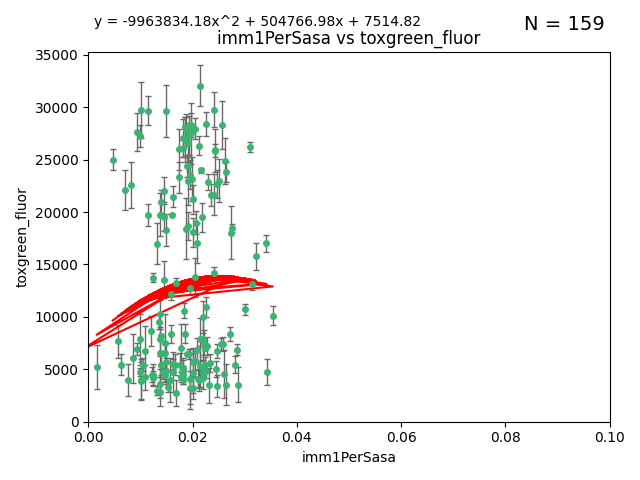 y = -9963834.18x^2 + 504766.98x + 7514.82
N = 159
imm1PerSasa vs toxgreen_fluor
35000
30000
25000
20000
15000
10000
5000
0
toxgreen_fluor
0.00 0.02 0.04 0.06 0.08 0.10
imm1PerSasa